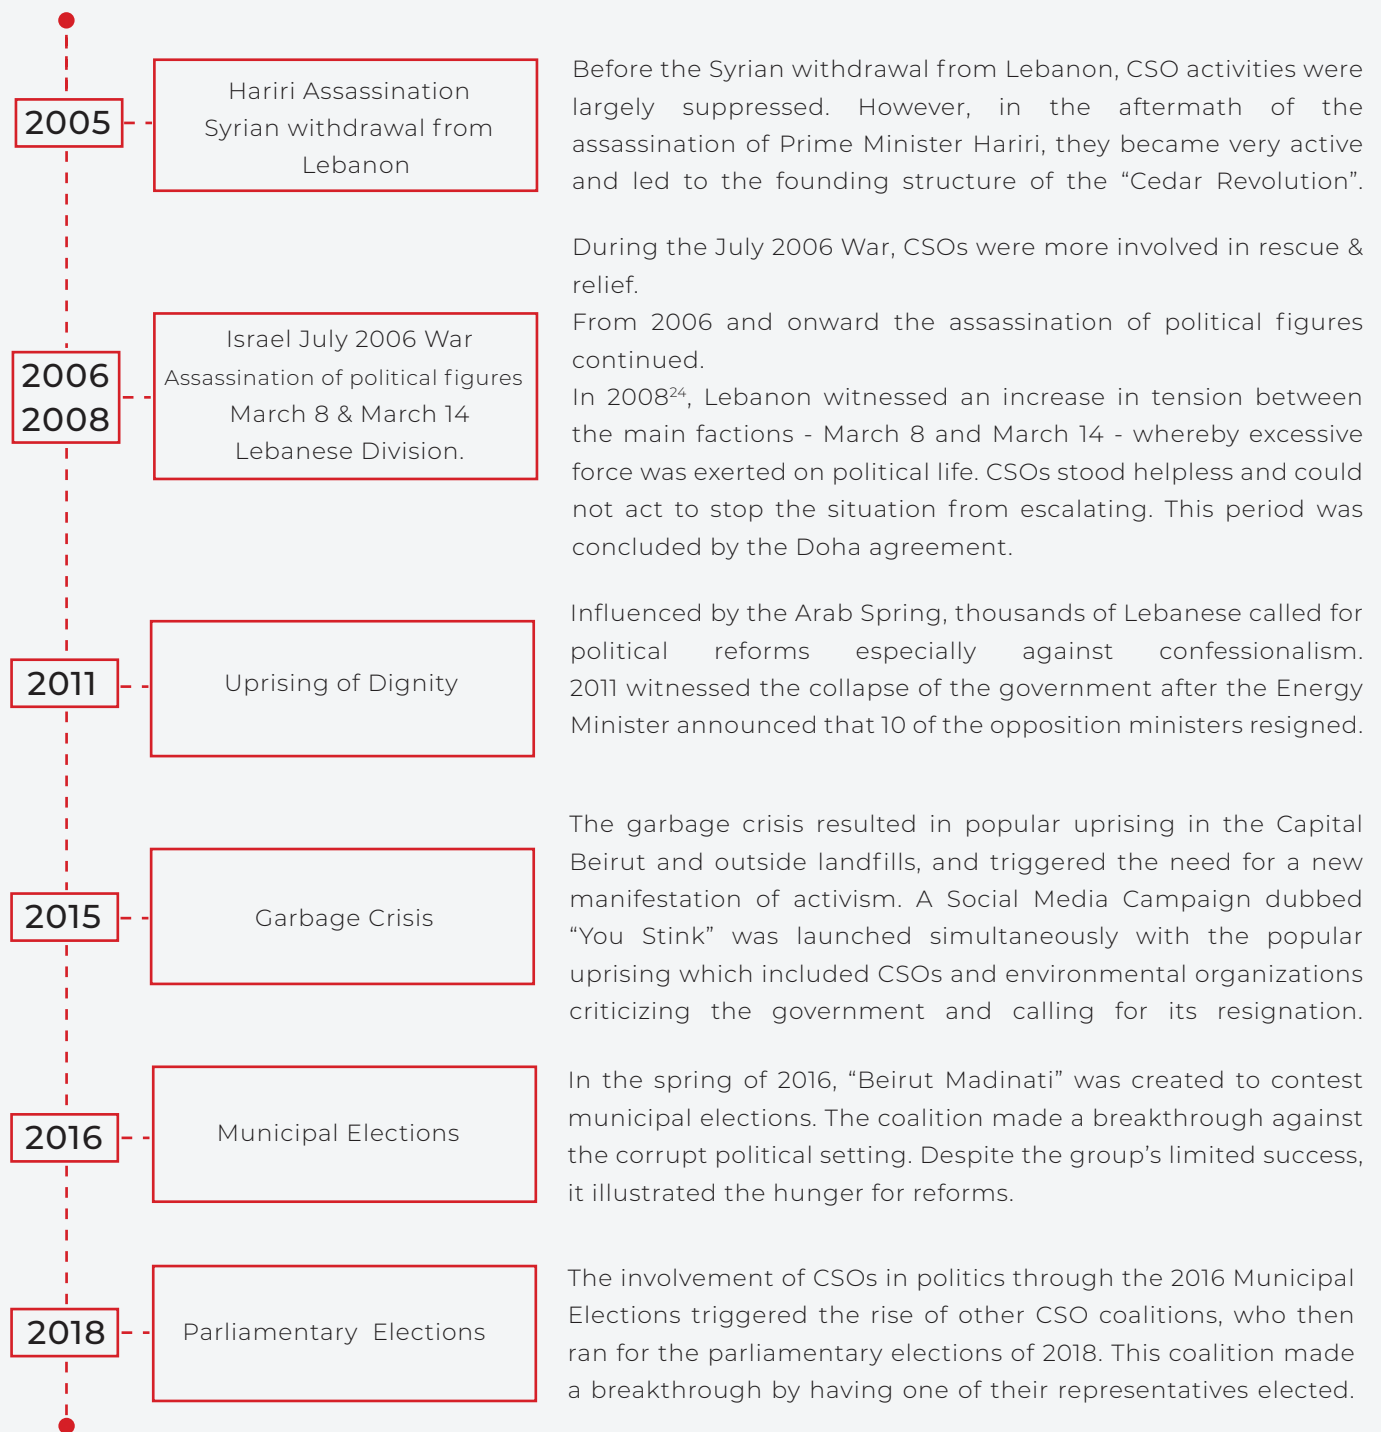 2005
Hariri Assassination
Syrian withdrawal from
Lebanon
Before the Syrian withdrawal from Lebanon, CSO activities were
largely suppressed. However, in the aftermath of the
assassination of Prime Minister Hariri, they became very active
and led to the founding structure of the “Cedar Revolution”.
2006
2008
Israel July 2006 War
Assassination of political figures
March 8 & March 14
Lebanese Division.
During the July 2006 War, CSOs were more involved in rescue &
relief.
From 2006 and onward the assassination of political figures
continued.
In 2008²⁴, Lebanon witnessed an increase in tension between
the main factions - March 8 and March 14 - whereby excessive
force was exerted on political life. CSOs stood helpless and could
not act to stop the situation from escalating. This period was
concluded by the Doha agreement.
2011
Uprising of Dignity
Influenced by the Arab Spring, thousands of Lebanese called for
political reforms especially against confessionalism.
2011 witnessed the collapse of the government after the Energy
Minister announced that 10 of the opposition ministers resigned.
2015
Garbage Crisis
The garbage crisis resulted in popular uprising in the Capital
Beirut and outside landfills, and triggered the need for a new
manifestation of activism. A Social Media Campaign dubbed
“You Stink” was launched simultaneously with the popular
uprising which included CSOs and environmental organizations
criticizing the government and calling for its resignation.
2016
Municipal Elections
In the spring of 2016, “Beirut Madinati” was created to contest
municipal elections. The coalition made a breakthrough against
the corrupt political setting. Despite the group’s limited success,
it illustrated the hunger for reforms.
2018
Parliamentary Elections
The involvement of CSOs in politics through the 2016 Municipal
Elections triggered the rise of other CSO coalitions, who then
ran for the parliamentary elections of 2018. This coalition made
a breakthrough by having one of their representatives elected.